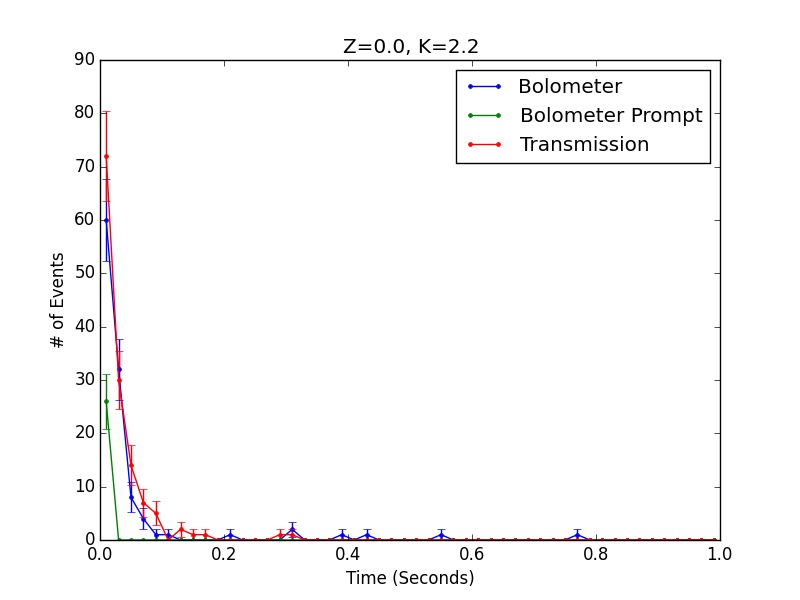 Z=0.0, K=2.2
Bolometer
Bolometer Prompt
Transmission
# of Events
90
80
70
60
50
40
30
20
10
0
0.0 0.2 0.4 0.6 0.8 1.0
Time (Seconds)